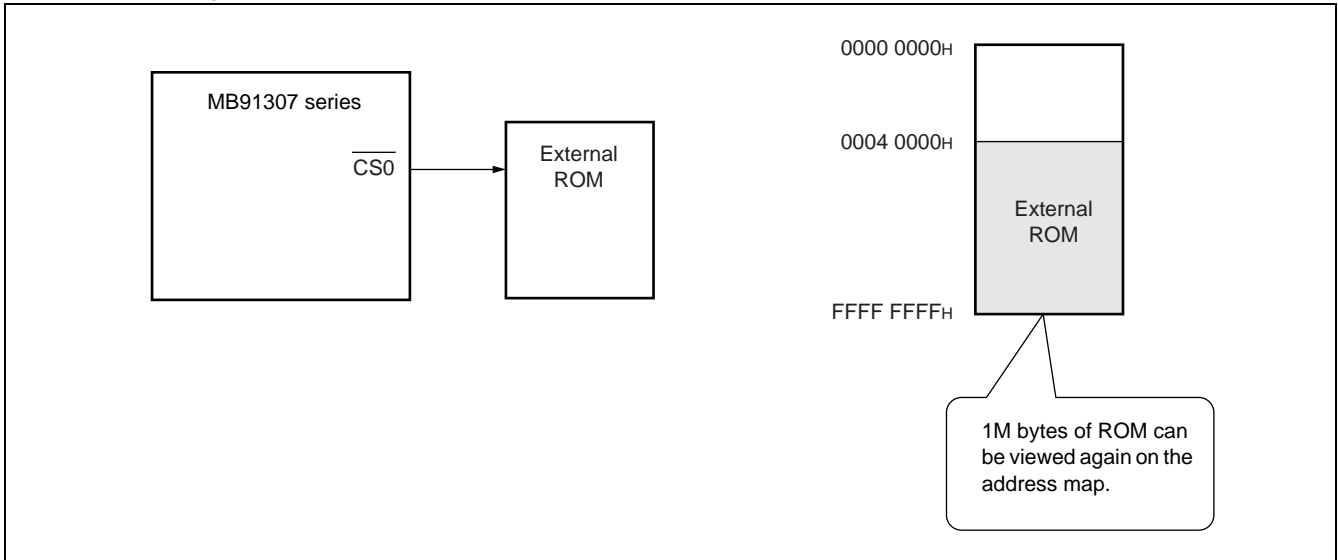 MB91307 series
CS0
External
ROM
0000 0000H
0004 0000H
External
ROM
FFFF FFFFH
1M bytes of ROM can
be viewed again on the
address map.